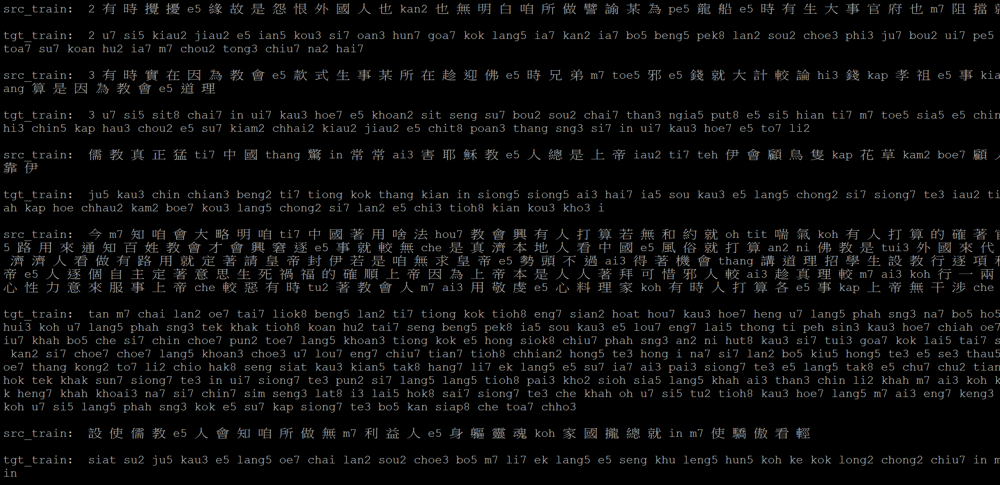 src_train:  2 有 時 攪 擾 e5 緣 故 是 怨 恨 外 國 人 也 kan2 也 無 明 白 咱 所 做 譬 諭 某 為 pe5 龍 船 e5 時 有 生 大 事 官 府 也 m7 阻 擋
tgt_train:  2 u7 si5 kiau2 jiau2 e5 ian5 kou3 si7 oan3 hun7 goa7 kok lang5 ia7 kan2 ia7 bo5 beng5 pek8 lan2 sou2 choe3 phi3 ju7 bou2 ui7 pe5
toa7 su7 koan hu2 ia7 m7 chou2 tong3 chiu7 na2 hai7
src_train:  3 有 時 實 在 因 為 教 會 e5 款 式 生 事 某 所 在 趁 迎 佛 e5 時 兄 弟 m7 toe5 邪 e5 錢 就 大 計 較 論 hi3 錢 kap 孝 祖 e5 事 kia
ang 算 是 因 為 教 會 e5 道 理
tgt_train:  3 u7 si5 sit8 chai7 in ui7 kau3 hoe7 e5 khoan2 sit seng su7 bou2 sou2 chai7 than3 ngia5 put8 e5 si5 hian ti7 m7 toe5 sia5 e5 chin
hi3 chin5 kap hau3 chou2 e5 su7 kiam2 chhai2 kiau2 jiau2 e5 chit8 poan3 thang sng3 si7 in ui7 kau3 hoe7 e5 to7 li2
src_train:  儒 教 真 正 猛 ti7 中 國 thang 驚 in 常 常 ai3 害 耶 穌 教 e5 人 總 是 上 帝 iau2 ti7 teh 伊 會 顧 鳥 隻 kap 花 草 kam2 boe7 顧
靠 伊
tgt_train:  ju5 kau3 chin chian3 beng2 ti7 tiong kok thang kian in siong5 siong5 ai3 hai7 ia5 sou kau3 e5 lang5 chong2 si7 siong7 te3 iau2 ti
ah kap hoe chhau2 kam2 boe7 kou3 lang5 chong2 si7 lan2 e5 chi3 tioh8 kian kou3 kho3 i
src_train:  今 m7 知 咱 會 大 略 明 咱 ti7 中 國 著 用 啥 法 hou7 教 會 興 有 人 打 算 若 無 和 約 就 oh tit 喘 氣 koh 有 人 打 算 的 確 著
5 路 用 來 通 知 百 姓 教 會 才 會 興 窘 逐 e5 事 就 較 無 che 是 真 濟 本 地 人 看 中 國 e5 風 俗 就 打 算 an2 ni 佛 教 是 tui3 外 國 來 代
濟 濟 人 看 做 有 路 用 就 定 著 請 皇 帝 封 伊 若 是 咱 無 求 皇 帝 e5 勢 頭 不 過 ai3 得 著 機 會 thang 講 道 理 招 學 生 設 教 行 逐 項
帝 e5 人 逐 個 自 主 定 著 意 思 生 死 禍 福 的 確 順 上 帝 因 為 上 帝 本 是 人 人 著 拜 可 惜 邪 人 較 ai3 趁 真 理 較 m7 ai3 koh 行 一 兩
心 性 力 意 來 服 事 上 帝 che 較 惡 有 時 tu2 著 教 會 人 m7 ai3 用 敬 虔 e5 心 料 理 家 koh 有 時 人 打 算 各 e5 事 kap 上 帝 無 干 涉 che
tgt_train:  tan m7 chai lan2 oe7 tai7 liok8 beng5 lan2 ti7 tiong kok tioh8 eng7 sian2 hoat hou7 kau3 hoe7 heng u7 lang5 phah sng3 na7 bo5 ho5
hui3 koh u7 lang5 phah sng3 tek khak tioh8 koan hu2 tai7 seng beng5 pek8 ia5 sou kau3 e5 lou7 eng7 lai5 thong ti peh sin3 kau3 hoe7 chiah oe7
iu7 khah bo5 che si7 chin choe7 pun2 toe7 lang5 khoan3 tiong kok e5 hong siok8 chiu7 phah sng3 an2 ni hut8 kau3 si7 tui3 goa7 kok lai5 tai7 s
kan2 si7 choe7 choe7 lang5 khoan3 choe3 u7 lou7 eng7 chiu7 tian7 tioh8 chhian2 hong5 te3 hong i na7 si7 lan2 bo5 kiu5 hong5 te3 e5 se3 thau5
oe7 thang kong2 to7 li2 chio hak8 seng siat kau3 kian5 tak8 hang7 li7 ek lang5 e5 su7 ia7 ai3 pai3 siong7 te3 e5 lang5 tak8 e5 chu7 chu2 tian
hok tek khak sun7 siong7 te3 in ui7 siong7 te3 pun2 si7 lang5 lang5 tioh8 pai3 kho2 sioh sia5 lang5 khah ai3 than3 chin li2 khah m7 ai3 koh k
k heng7 khah khoai3 na7 si7 chin7 sim seng3 lat8 i3 lai5 hok8 sai7 siong7 te3 che khah oh u7 si5 tu2 tioh8 kau3 hoe7 lang5 m7 ai3 eng7 keng3
koh u7 si5 lang5 phah sng3 kok e5 su7 kap siong7 te3 bo5 kan siap8 che toa7 chho3
src_train:  設 使 儒 教 e5 人 會 知 咱 所 做 無 m7 利 益 人 e5 身 軀 靈 魂 koh 家 國 攏 總 就 in m7 使 驕 傲 看 輕
tgt_train:  siat su2 ju5 kau3 e5 lang5 oe7 chai lan2 sou2 choe3 bo5 m7 li7 ek lang5 e5 seng khu leng5 hun5 koh ke kok long2 chong2 chiu7 in m
in